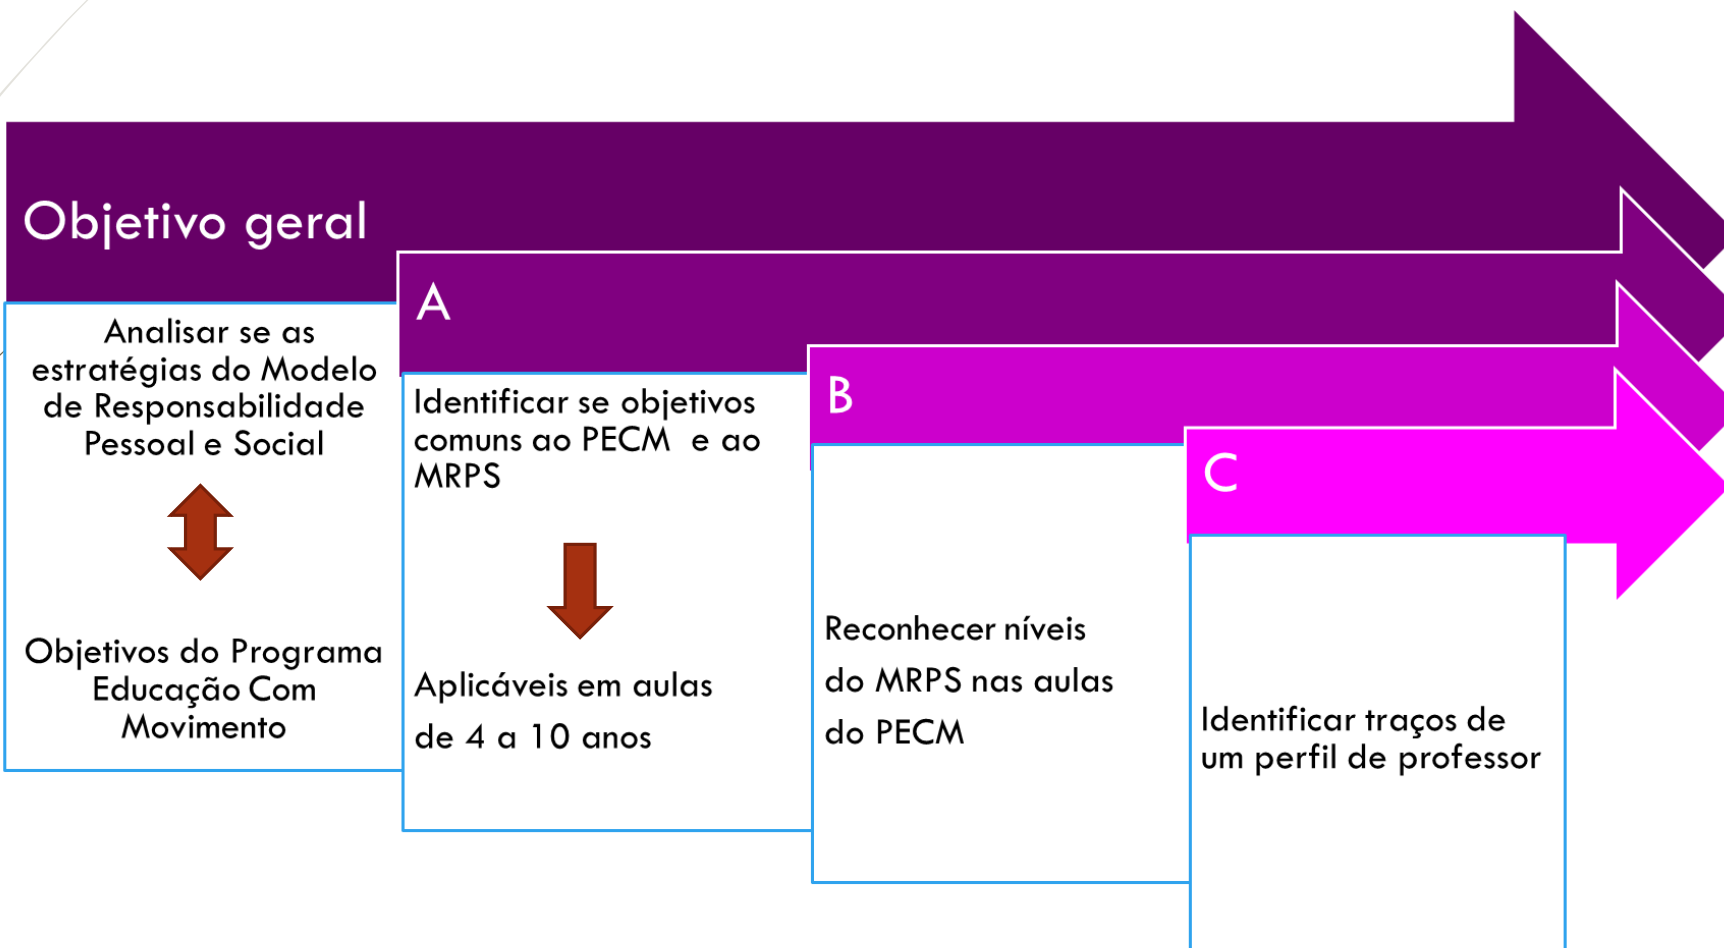 Objetivo geral
Analisar se as
estratégias do Modelo
de Responsabilidade
Pessoal e Social
Objetivos do Programa
Educação Com
Movimento
A
Identificar se objetivos
comuns ao PECM e ao
MRPS
Aplicáveis em aulas
de 4 a 10 anos
B
Reconhecer níveis
do MRPS nas aulas
do PECM
C
Identificar traços de
um perfil de professor